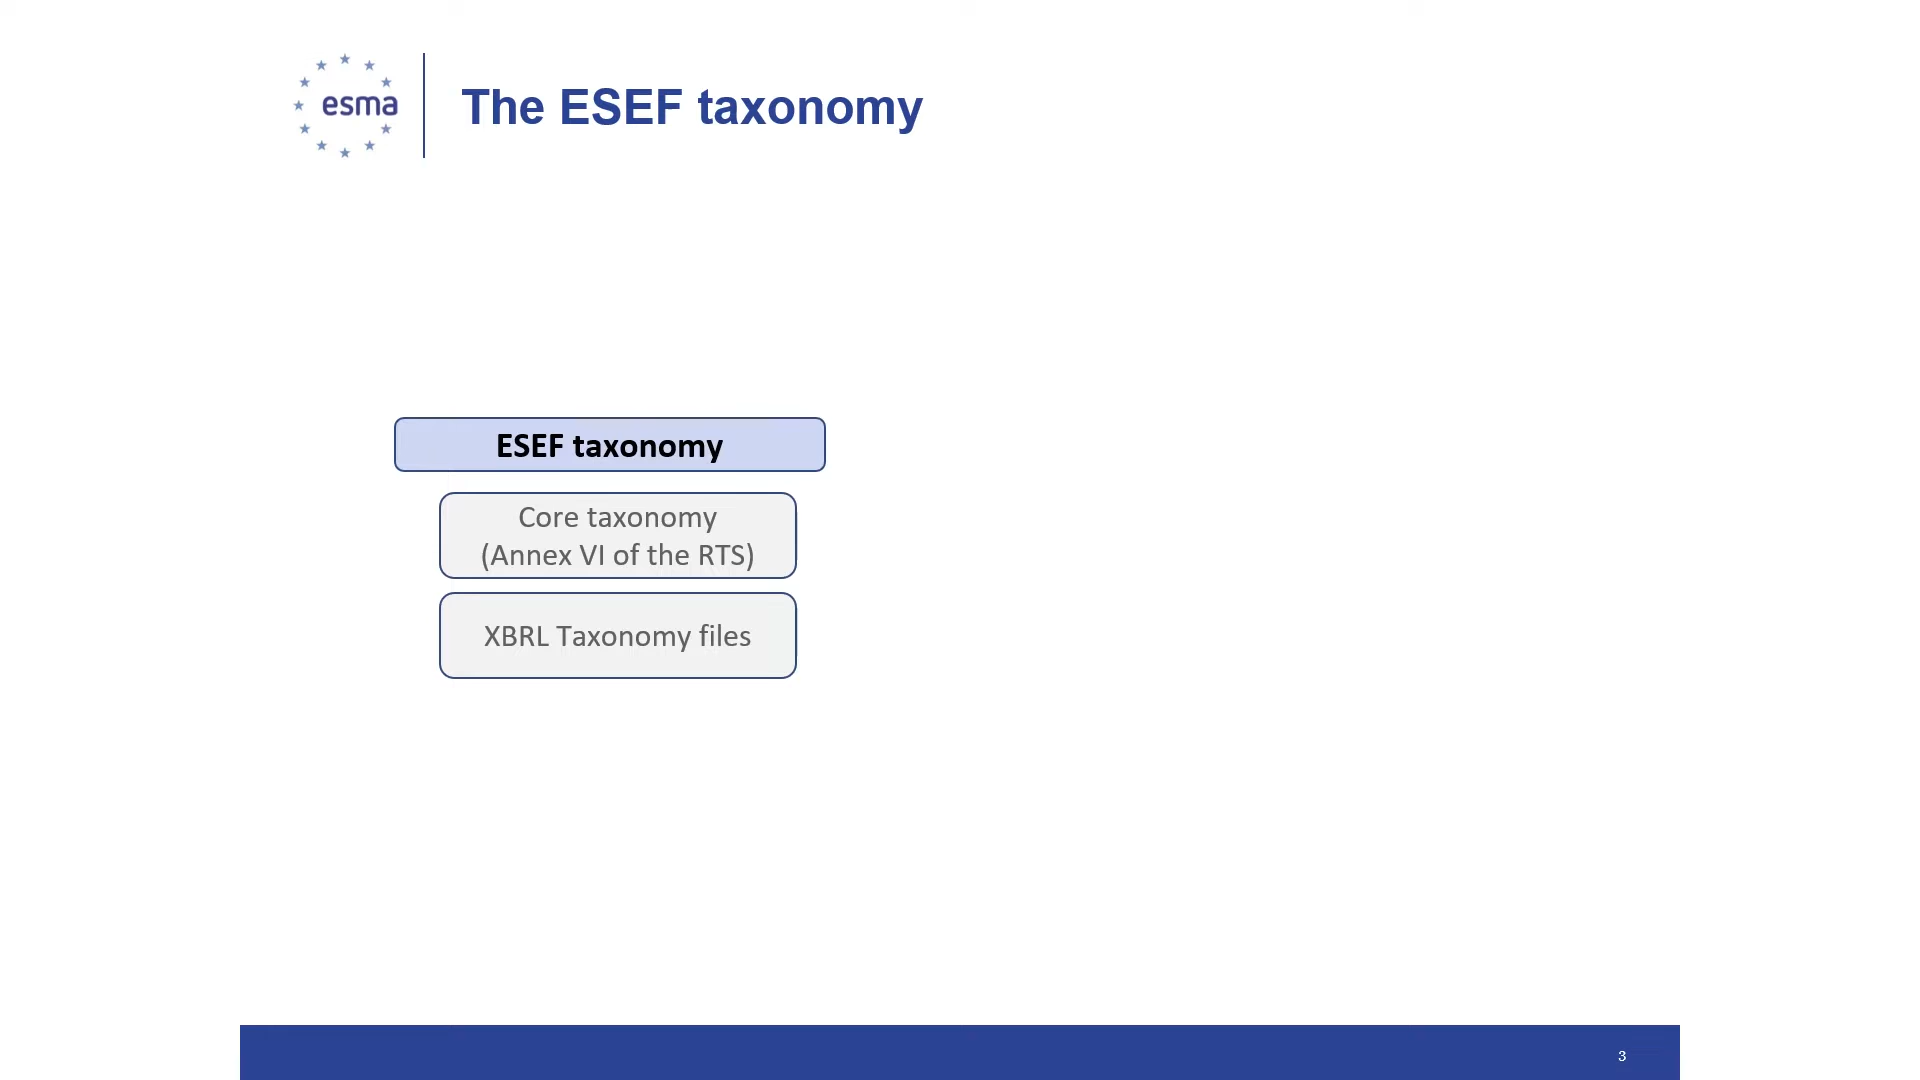 esma
The ESEF taxonomy
ESEF taxonomy
Core taxonomy
(Annex VI of the RTS)
XBRL Taxonomy files
3